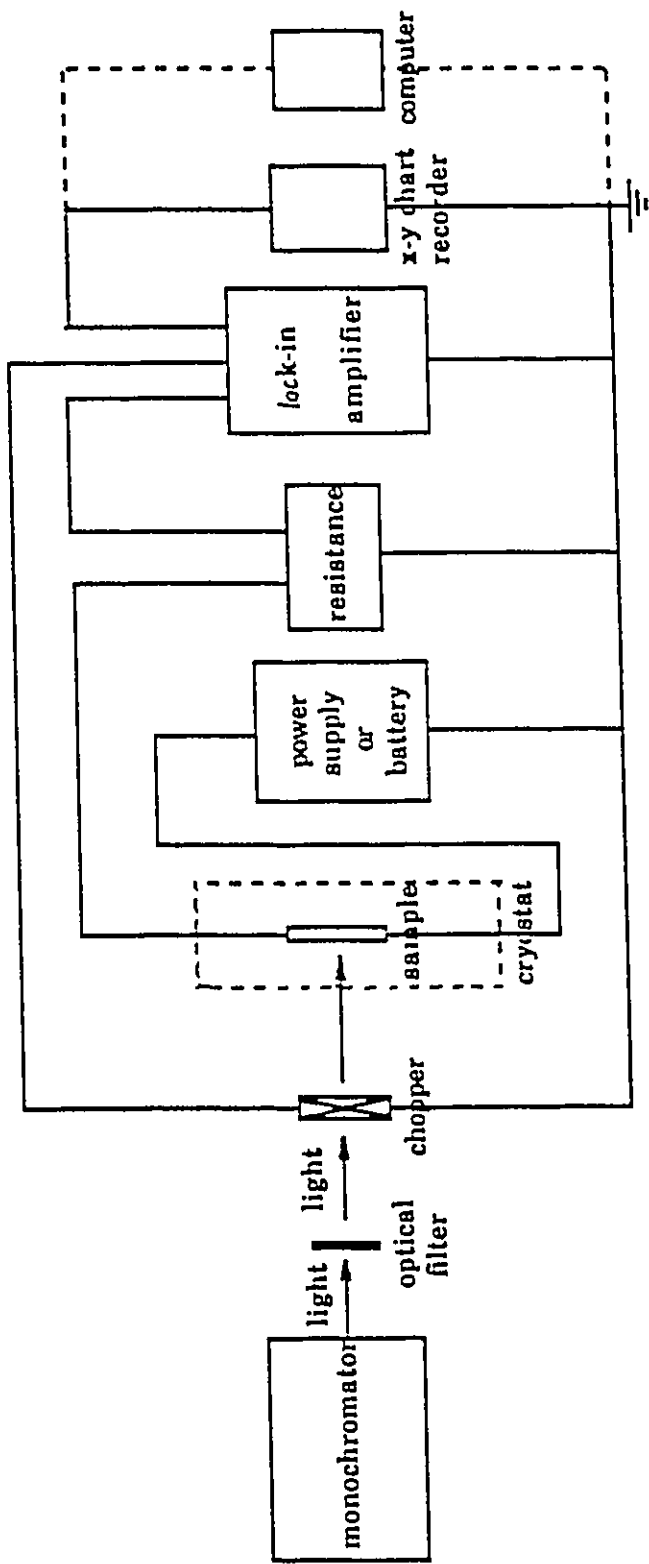 monochromator
light
optical
filter
light
chopper
sample
cryostat
power
supply
or
battery
resistance
lock-in
amplifier
x-y chart
recorder
computer